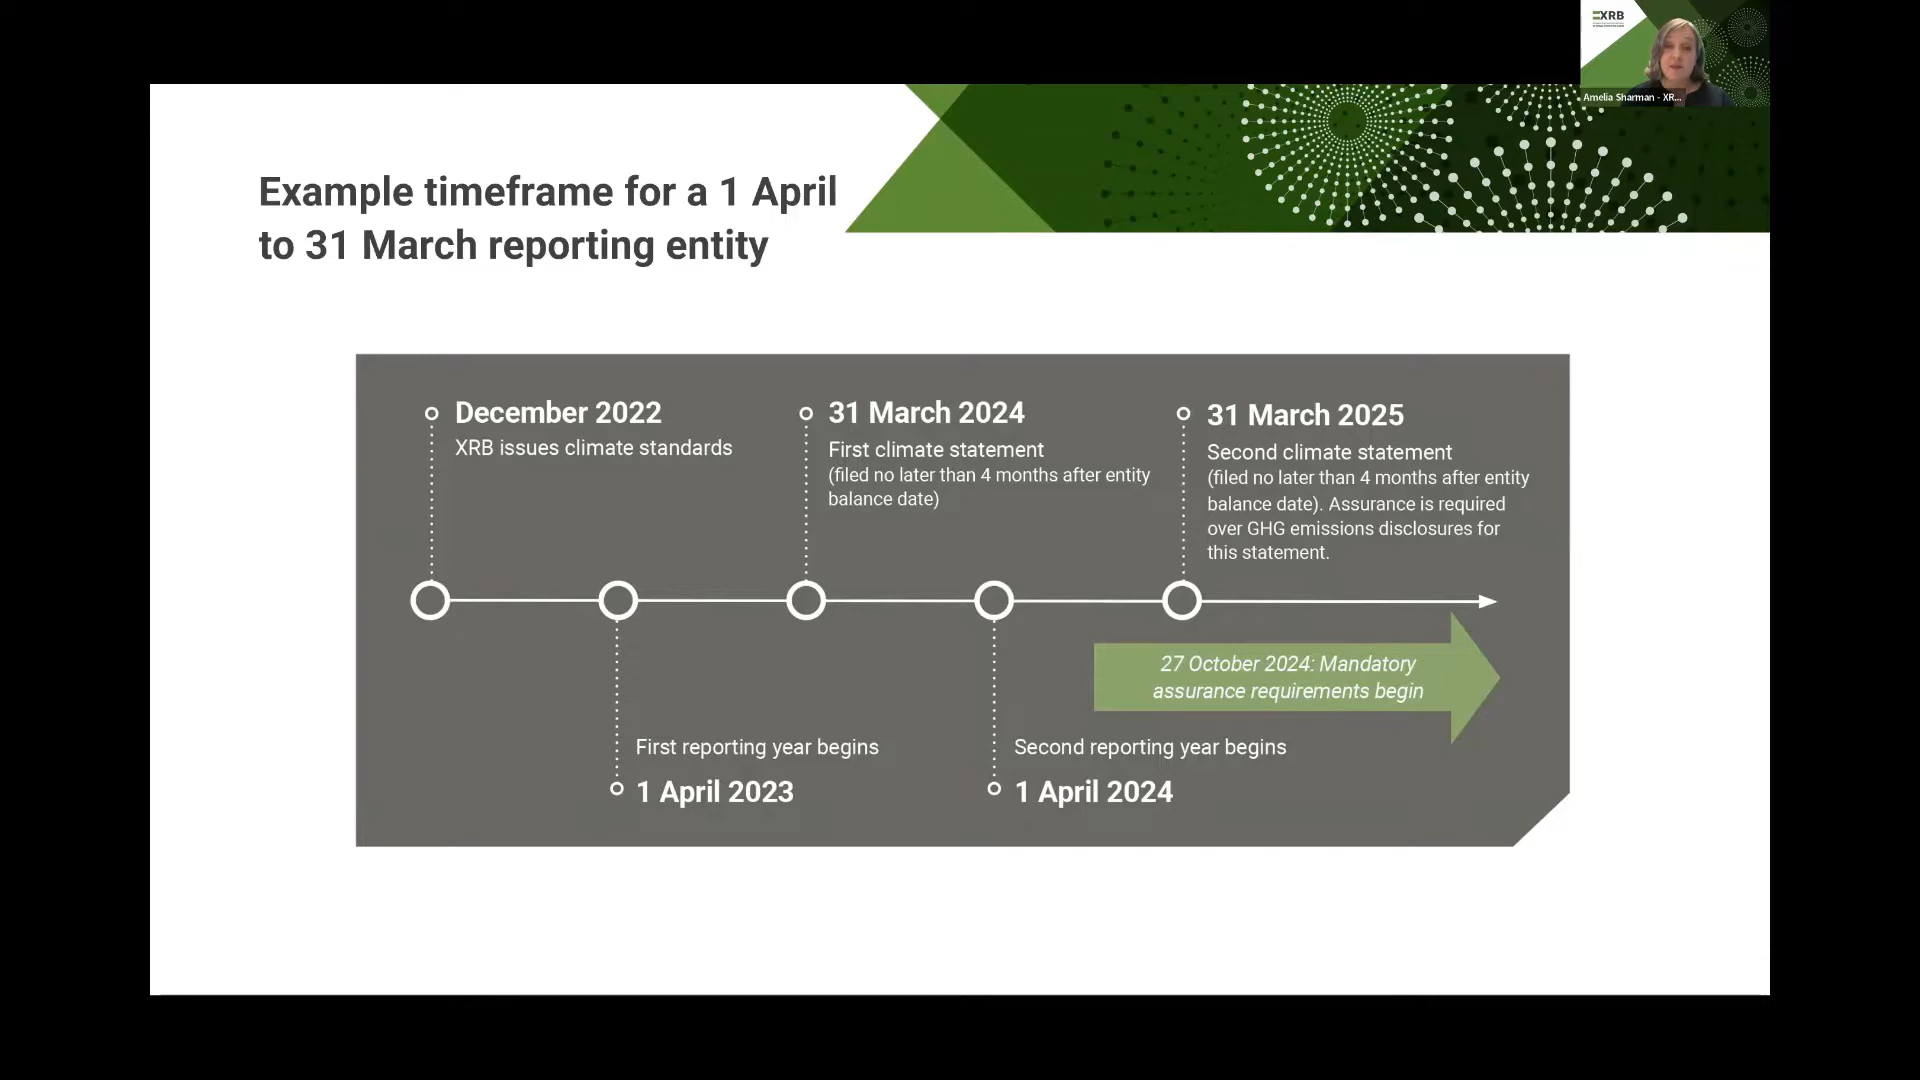 XRB
Amelia Sharman - XR...
Example timeframe for a 1 April
to 31 March reporting entity
December 2022
XRB issues climate standards
31 March 2024
First climate statement
(filed no later than 4 months after entity
balance date)
31 March 2025
Second climate statement
(filed no later than 4 months after entity
balance date). Assurance is required
over GHG emissions disclosures for
this statement.
27 October 2024: Mandatory
assurance requirements begin
First reporting year begins
1 April 2023
Second reporting year begins
1 April 2024